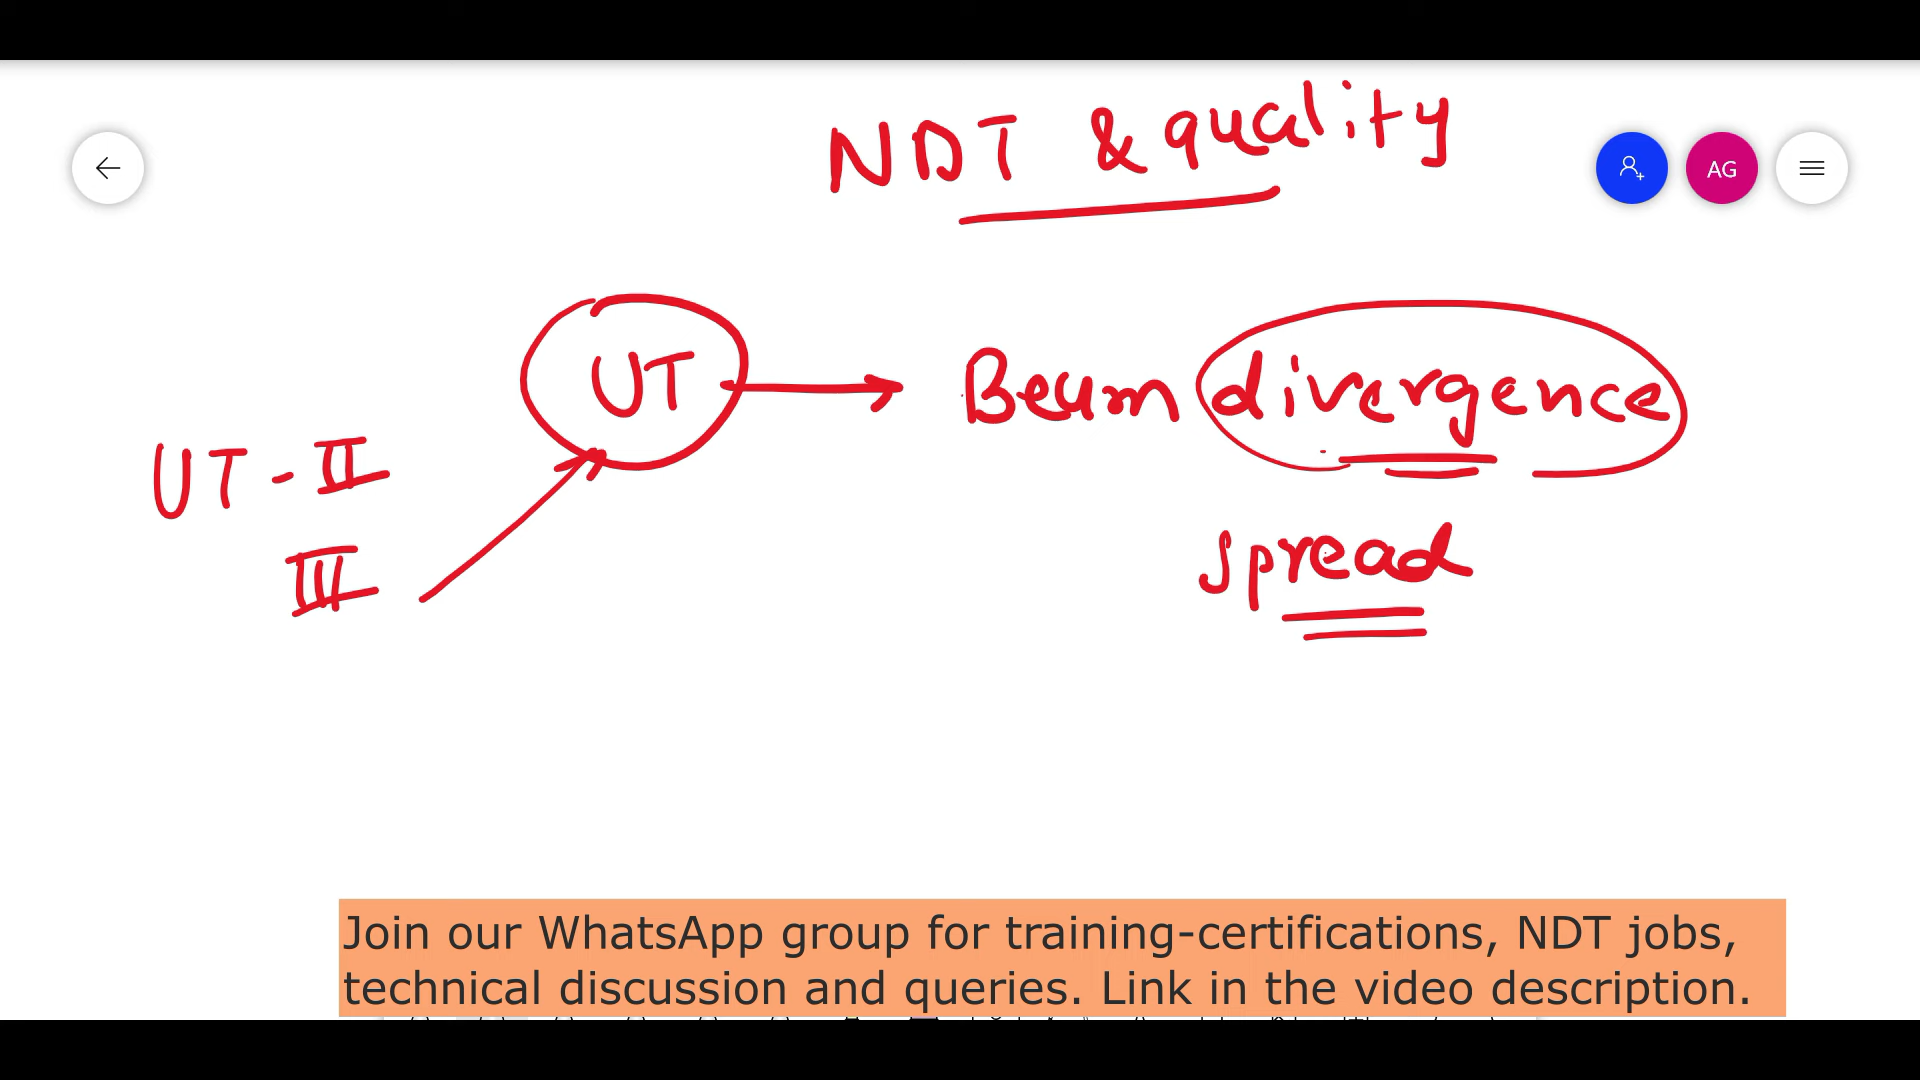 NDT & quality
AG
UT
Beam divergence
UT - II
III
spread
Join our WhatsApp group for training-certifications, NDT jobs,
technical discussion and queries. Link in the video description.